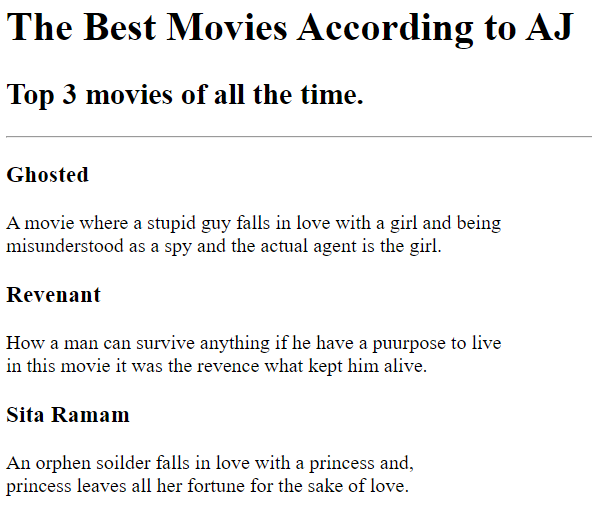 The Best Movies According to AJ
Top 3 movies of all the time.
Ghosted
A movie where a stupid guy falls in love with a girl and being
misunderstood as a spy and the actual agent is the girl.
Revenant
How a man can survive anything if he have a puurpose to live
in this movie it was the revence what kept him alive.
Sita Ramam
An orphen soilder falls in love with a princess and,
princess leaves all her fortune for the sake of love.